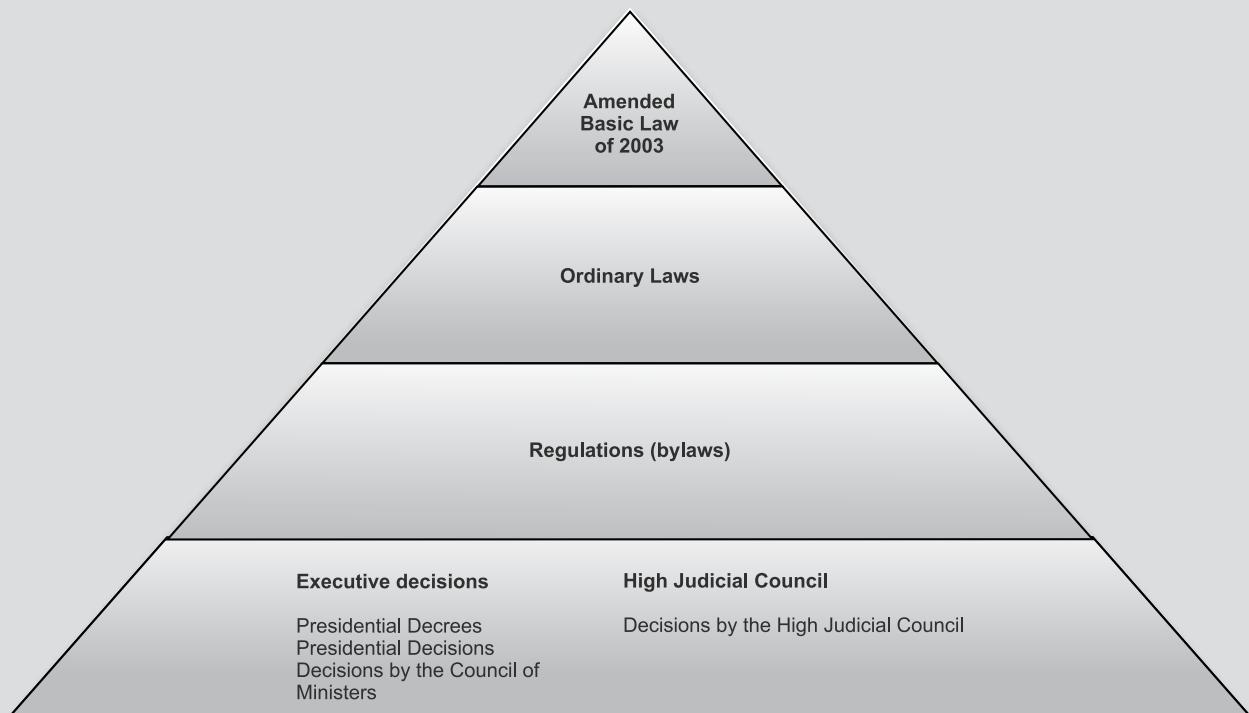 Amended
Basic Law
of 2003
Ordinary Laws
Regulations (bylaws)
Executive decisions
Presidential Decrees
Presidential Decisions
Decisions by the Council of
Ministers
High Judicial Council
Decisions by the High Judicial Council